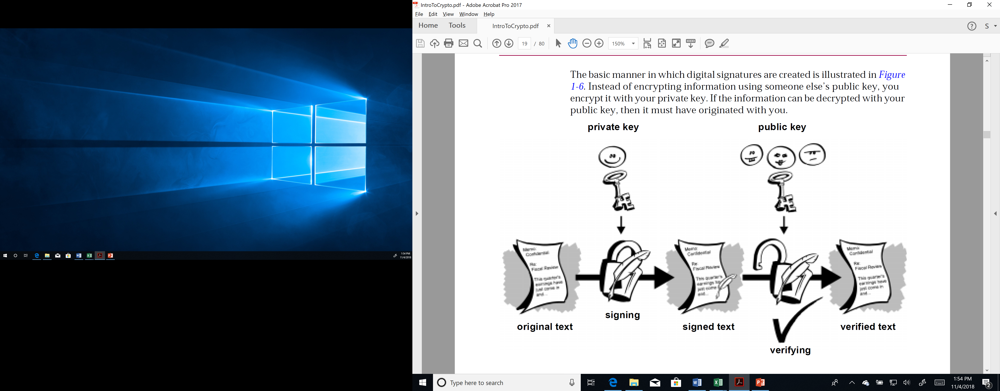 1:54 PM
11/4/2018
IntroToCrypto.pdf - Adobe Acrobat Pro 2017
File Edit View Window Help
Home Tools IntroToCrypto.pdf × S
19 / 80 150%
The basic manner in which digital signatures are created is illustrated in Figure
1-6. Instead of encrypting information using someone else’s public key, you
encrypt it with your private key. If the information can be decrypted with your
public key, then it must have originated with you.
private key public key
Memo:
Confidential
Re:
Fiscal Review
This quarter's
earnings have
just come in
and...
Memo:
Confidential
Re:
Fiscal Review
This quarter's
earnings
just come
and...
Memo:
Confidential
Re:
Fiscal Review
This quarter's
earnings have
just come in
and...
signing
original text signed text verified text
verifying
Type here to search
1:54 PM
11/4/2018
2